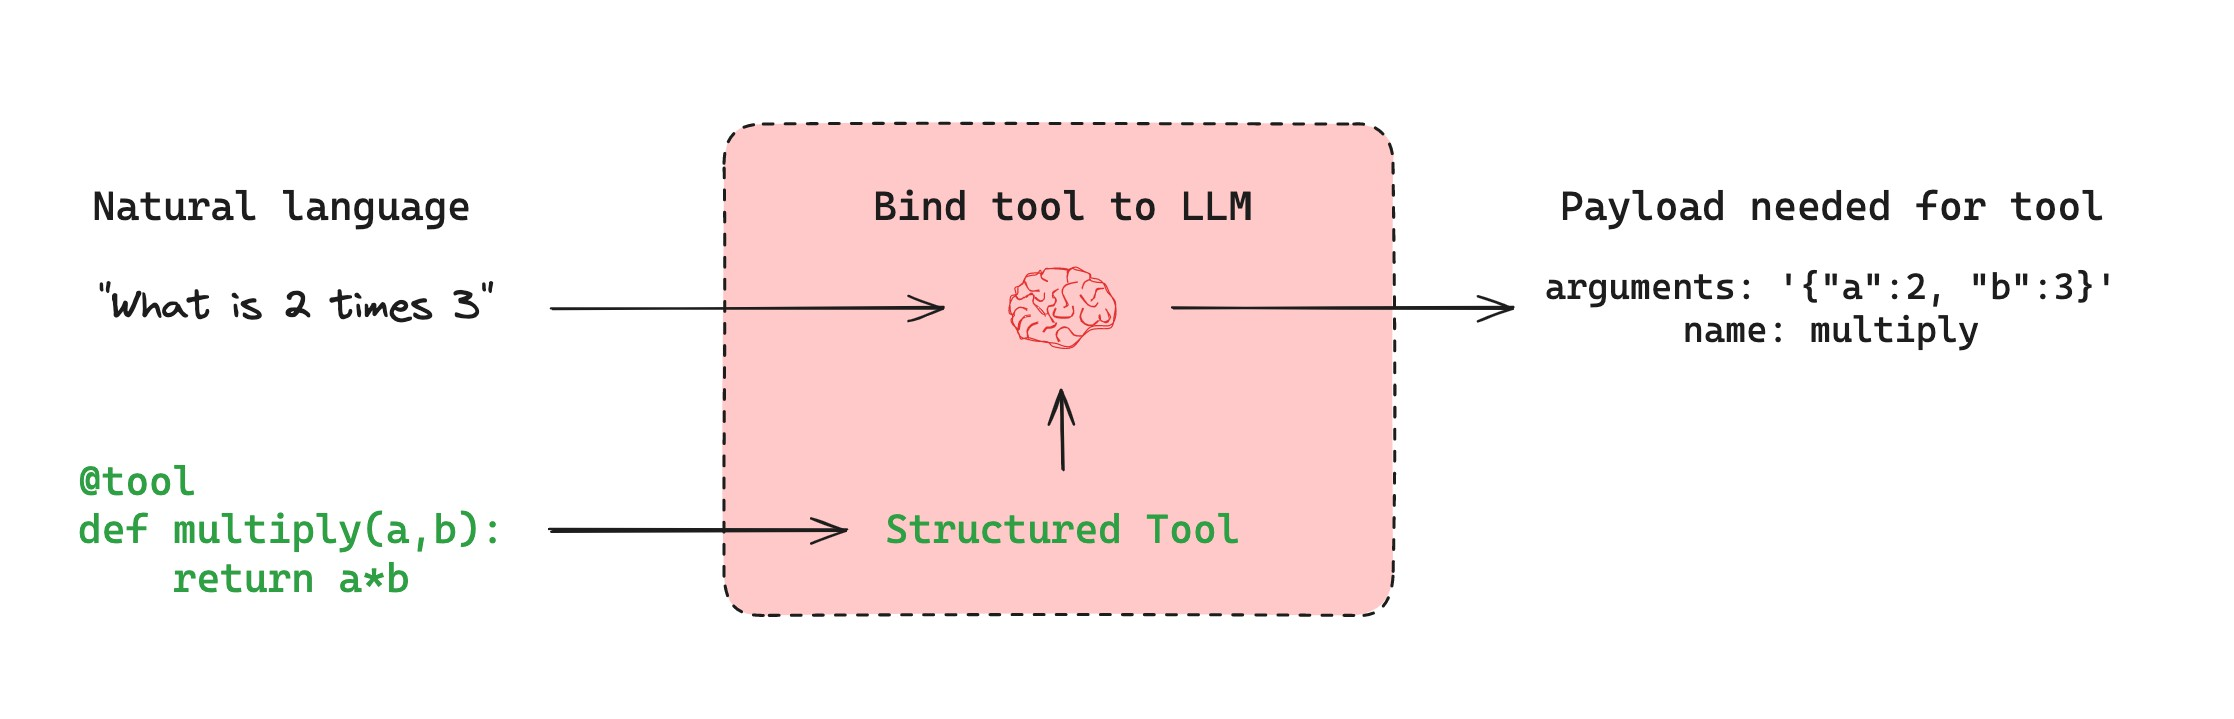 Natural language
"What is 2 times 3"
@tool
def multiply(a,b):
    return a*b
Bind tool to LLM
Structured Tool
Payload needed for tool
arguments: '{"a":2, "b":3}'
name: multiply